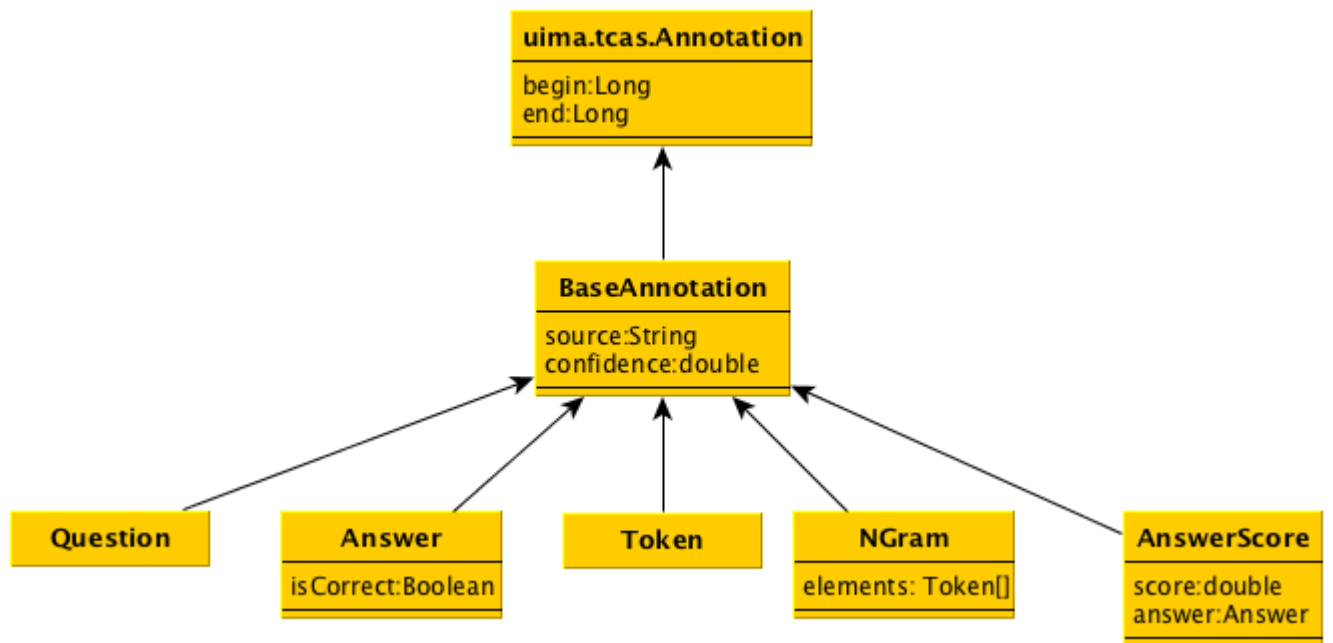 uima.tcas.Annotation
begin:Long
end:Long
BaseAnnotation
source:String
confidence:double
Question
Answer
isCorrect:Boolean
Token
NGram
elements: Token[]
AnswerScore
score:double
answer:Answer